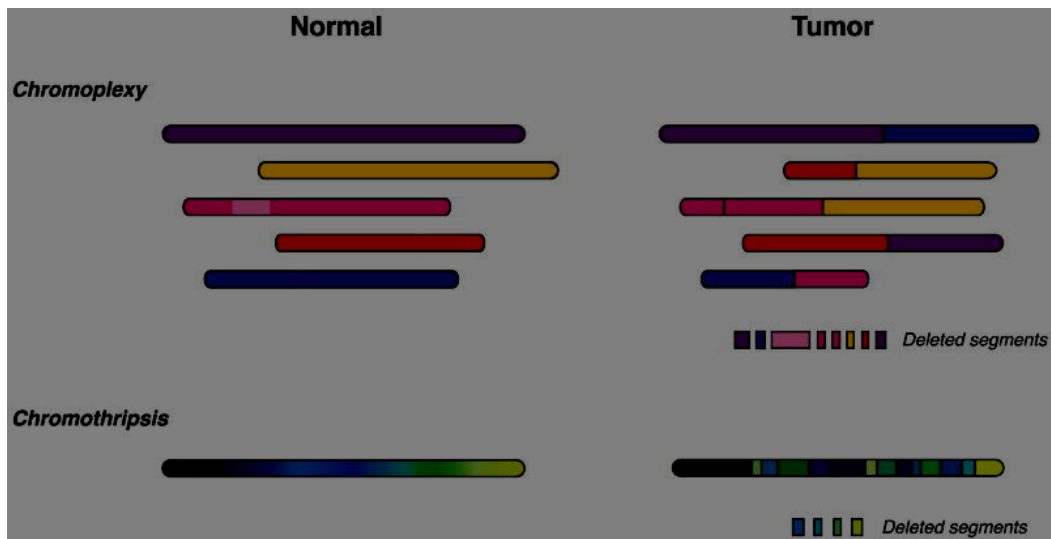 Normal
Tumor
Chromoplexy
Deleted segments
Chromothripsis
Deleted segments